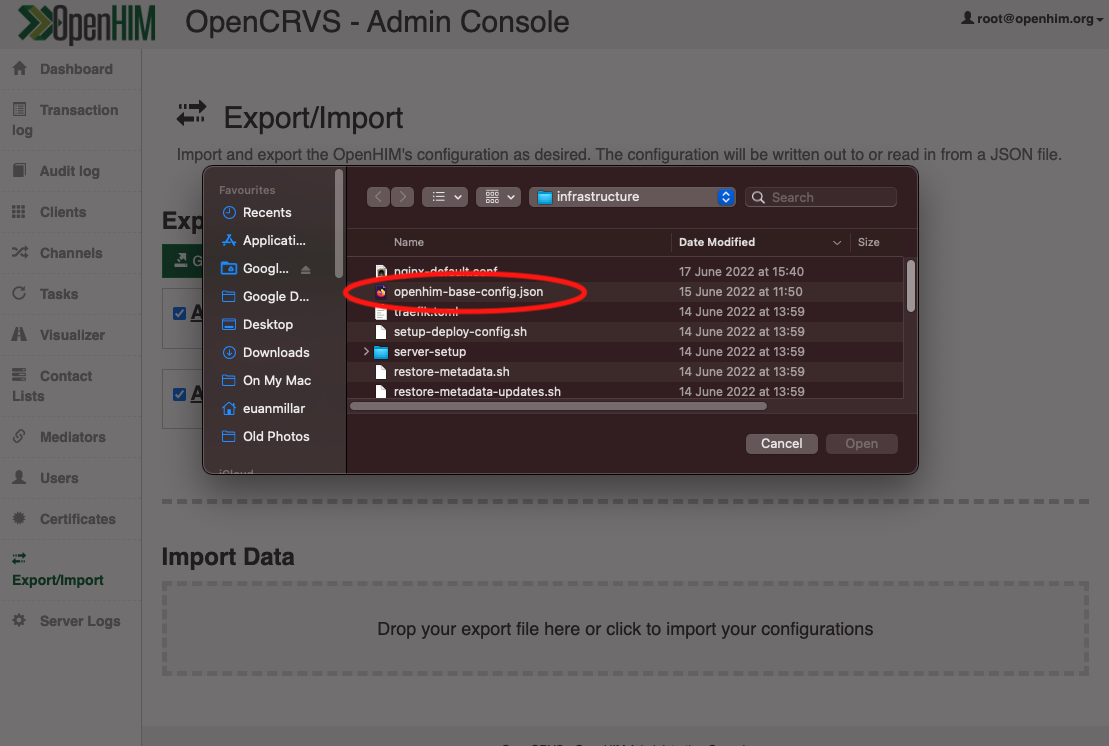 OpenHIM
OpenCRVS - Admin Console
root@openhim.org
Dashboard
Transaction
log
Audit log
Clients
Channels
Tasks
Visualizer
Contact
Lists
Mediators
Users
Certificates
Export/Import
Server Logs
Export/Import
Import and export the OpenHIM's configuration as desired. The configuration will be written out to or read in from a JSON file.
Favourites
Recents
Applicati...
Googl...
Google D...
Desktop
Downloads
On My Mac
euanmillar
Old Photos
iCloud
infrastructure
Search
Name
Date Modified
Size
nginx-default.conf
17 June 2022 at 15:40
openhim-base-config.json
15 June 2022 at 11:50
traefik.toml
14 June 2022 at 13:59
setup-deploy-config.sh
14 June 2022 at 13:59
server-setup
14 June 2022 at 13:59
restore-metadata.sh
14 June 2022 at 13:59
restore-metadata-updates.sh
14 June 2022 at 13:59
Cancel
Open
Import Data
Drop your export file here or click to import your configurations